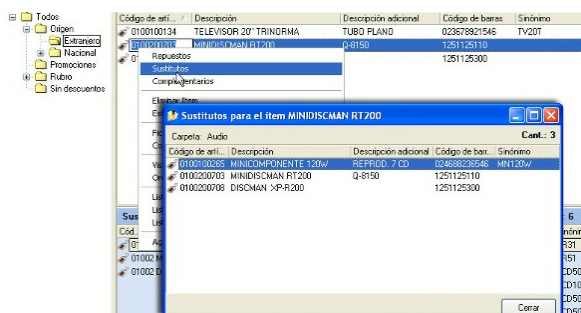 Todos
Origen
Extranjero
Nacional
Promociones
Rubro
Sin descuentos
Código de artí... / Descripción Descripción adicional Código de barras Sinónimo
0100100134 TELEVISOR 20" TRINORMA TUBO PLANO 023678921546 TV20T
0100200703 MINIDISCMAN RT200 Q-8150 1251125110
1251125300
Repuestos
Sustitutos
Complementarios
Eliminar Item
Sustitutos para el ítem MINIDISCMAN RT200
Carpeta: Audio Cant.: 3
Código de artí... Descripción Descripción adicional Código de barr... Sinónimo
0100100265 MINICOMPONENTE 120W REPROD. 7 CD 024688236546 MN120W
0100200703 MINIDISCMAN RT200 Q-8150 1251125110
0100200708 DISCMAN XP-R200 1251125300
Cerrar